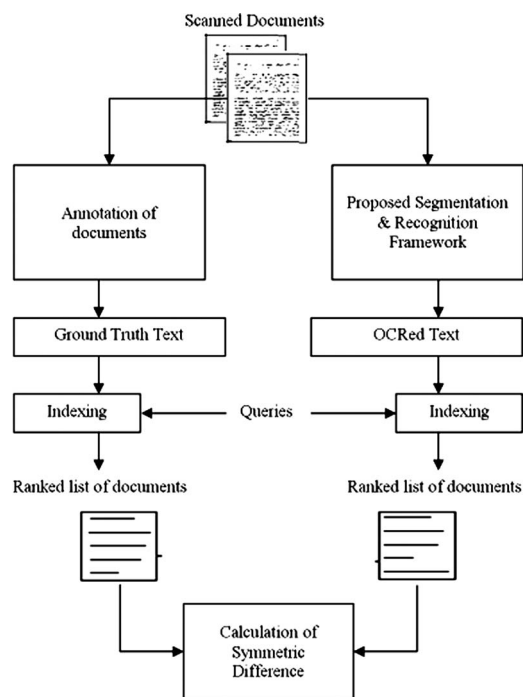 Scanned Documents
Annotation of
documents
Proposed Segmentation
& Recognition
Framework
Ground Truth Text
OCRed Text
Indexing
Queries
Indexing
Ranked list of documents
Ranked list of documents
Calculation of
Symmetric
Difference